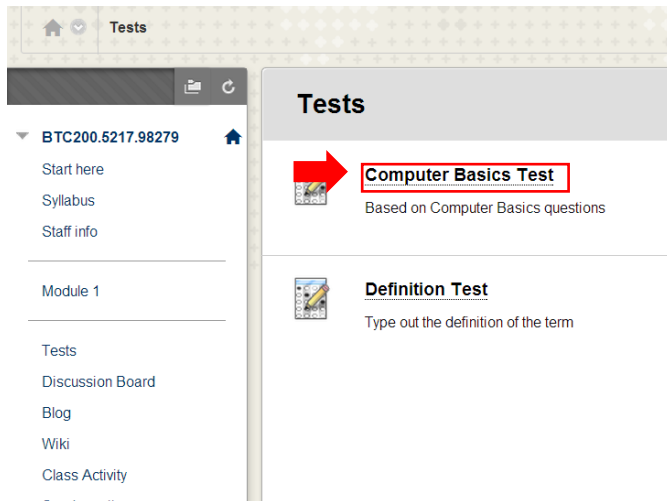 Tests
BTC200.5217.98279
Start here
Syllabus
Staff info
Module 1
Tests
Discussion Board
Blog
Wiki
Class Activity
Tests
Computer Basics Test
Based on Computer Basics questions
Definition Test
Type out the definition of the term